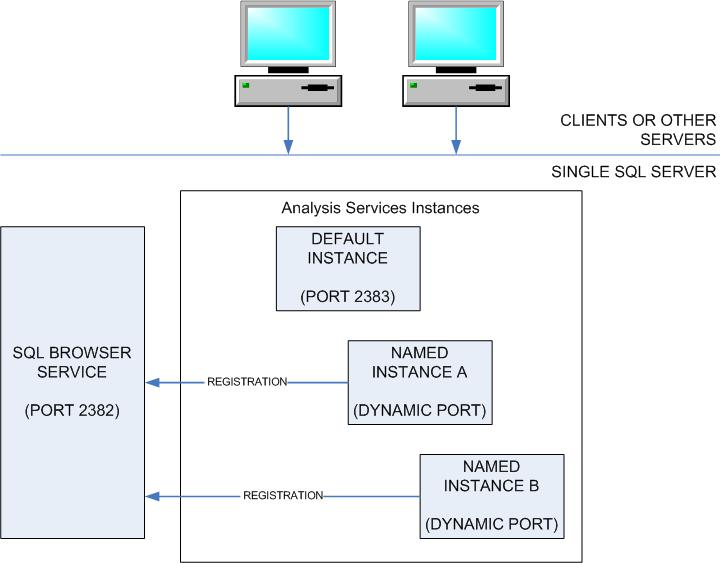 CLIENTS OR OTHER
SERVERS
SINGLE SQL SERVER
Analysis Services Instances
DEFAULT
INSTANCE
(PORT 2383)
SQL BROWSER
SERVICE
(PORT 2382)
NAMED
INSTANCE A
(DYNAMIC PORT)
REGISTRATION
NAMED
INSTANCE B
(DYNAMIC PORT)
REGISTRATION